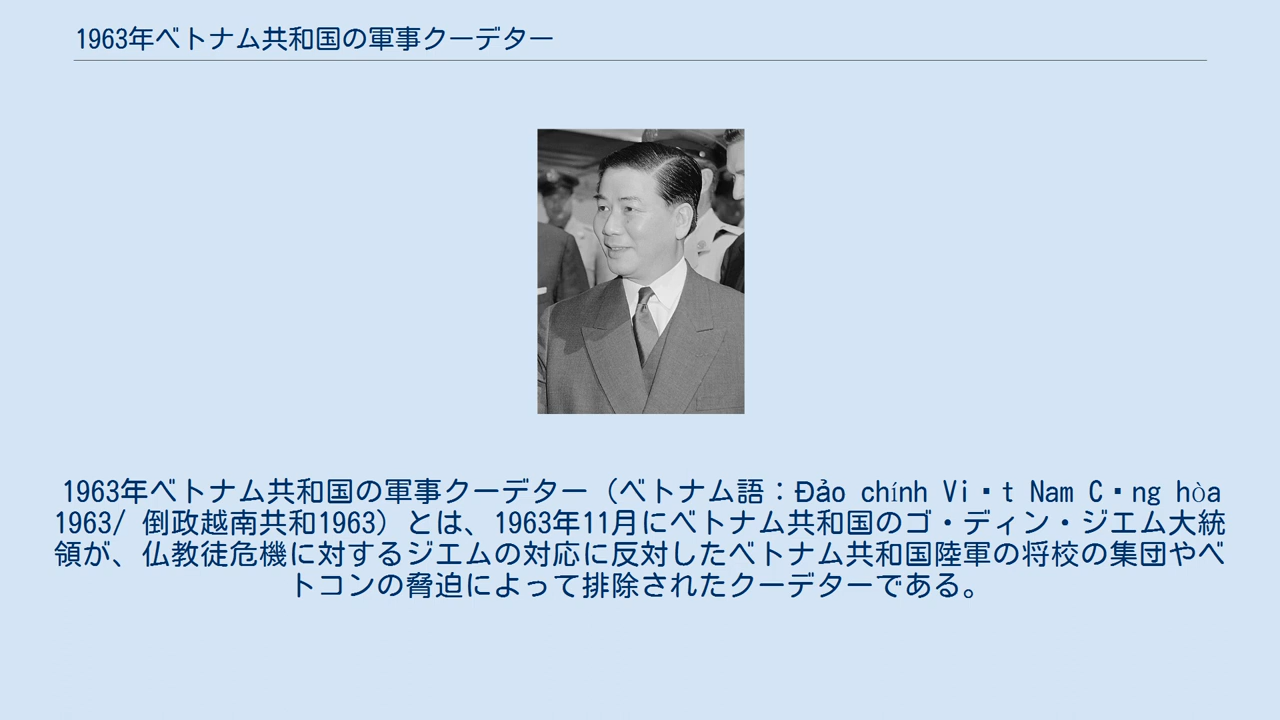 1963年ベトナム共和国の軍事クーデター
1963年ベトナム共和国の軍事クーデター（ベトナム語：Đảo chính Vi▪t Nam C▪ng hòa
1963/ 倒政越南共和1963）とは、1963年11月にベトナム共和国のゴ・ディン・ジエム大統
領が、仏教徒危機に対するジエムの対応に反対したベトナム共和国陸軍の将校の集団やベ
トコンの脅迫によって排除されたクーデターである。